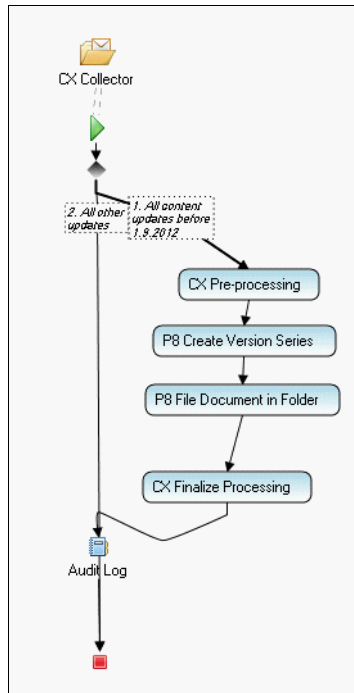 CX Collector
2. All other
updates
1. All content
updates before
1.9.2012
CX Pre-processing
P8 Create Version Series
P8 File Document in Folder
CX Finalize Processing
Audit Log